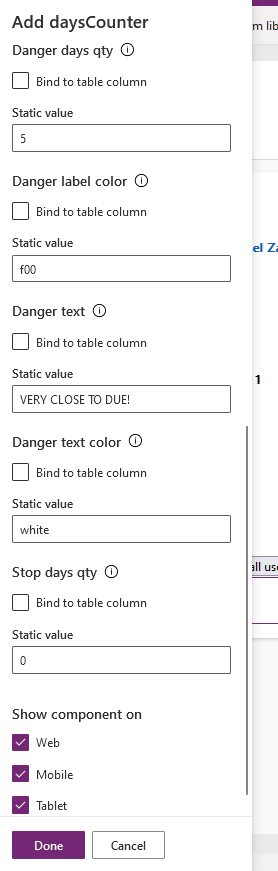 Add daysCounter
m lib
Danger days qty
Bind to table column
Static value
5
Danger label color
Bind to table column
Static value
el Za
f00
Danger text
Bind to table column
Static value
1
VERY CLOSE TO DUE!
Danger text color
Bind to table column
Static value
white
Stop days qty
all use
Bind to table column
Static value
0
Show component on
Web
Mobile
Tablet
Done
Cancel